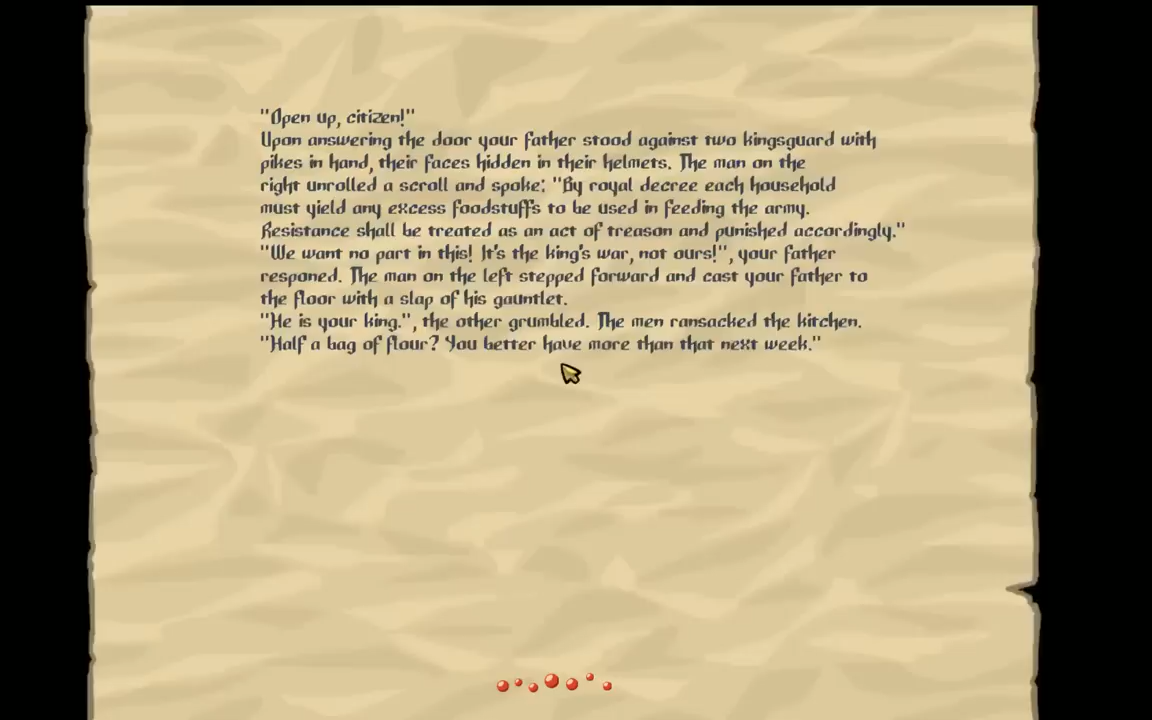 "Open up, citizen!"
Upon answering the door your father stood against two kingsguard with
pikes in hand, their faces hidden in their helmets. The man on the
right unrolled a scroll and spoke: "By royal decree each household
must yield any excess foodstuffs to be used in feeding the army.
Resistance shall be treated as an act of treason and punished accordingly."
"We want no part in this! It's the king's war, not ours!", your father
responed. The man on the left stepped forward and cast your father to
the floor with a slap of his gauntlet.
"He is your king.", the other grumbled. The men ransacked the kitchen.
"Half a bag of flour? You better have more than that next week."